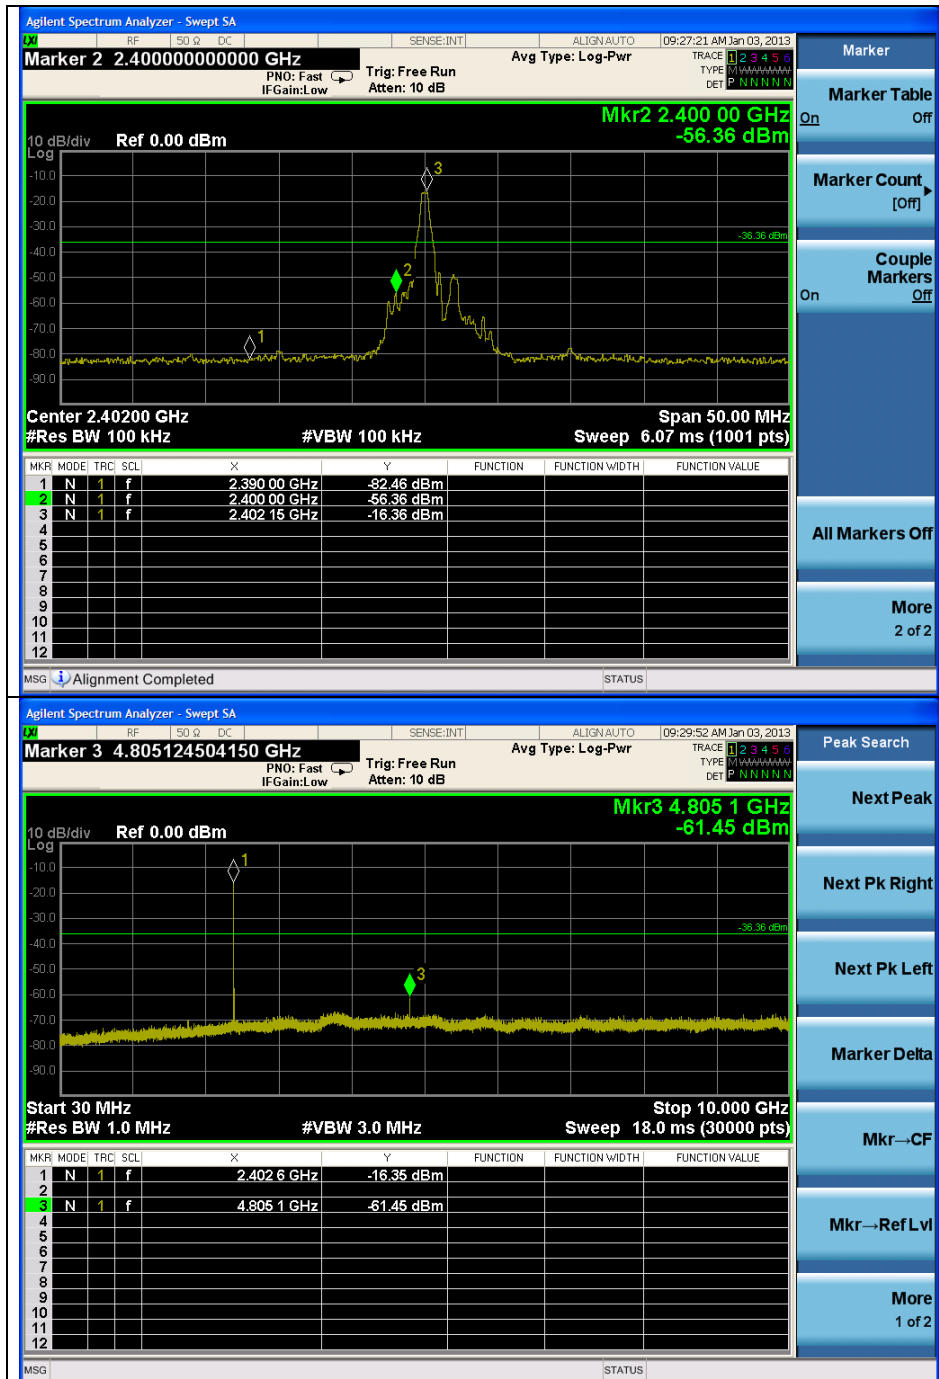 Agilent Spectrum Analyzer - Swept SA
LXI RF 50 Ω DC SENSE:INT ALIGN AUTO 09:27:21 AM Jan 03, 2013
Marker 2 2.400000000000 GHz
PNO: Fast
IFGain:Low
Trig: Free Run
Atten: 10 dB
Avg Type: Log-Pwr
TRACE 1 2 3 4 5 6
TYPE M
DET P N N N N N
Mkr2 2.400 00 GHz
-56.36 dBm
10 dB/div Ref 0.00 dBm
Log
-10.0
-20.0
-30.0
-40.0
-50.0
-60.0
-70.0
-80.0
-90.0
3
-36.36 dBm
2
1
Center 2.40200 GHz Span 50.00 MHz
#Res BW 100 kHz #VBW 100 kHz Sweep 6.07 ms (1001 pts)
MKR MODE TRC SCL X Y FUNCTION FUNCTION WIDTH FUNCTION VALUE
1 N 1 f 2.390 00 GHz -82.46 dBm
2 N 1 f 2.400 00 GHz -56.36 dBm
3 N 1 f 2.402 15 GHz -16.36 dBm
4
5
6
7
8
9
10
11
12
MSG Alignment Completed STATUS
Marker
Marker Table
On Off
Marker Count
[Off]
Couple
Markers
On Off
All Markers Off
More
2 of 2
Agilent Spectrum Analyzer - Swept SA
LXI RF 50 Ω DC SENSE:INT ALIGN AUTO 09:29:52 AM Jan 03, 2013
Marker 3 4.805124504150 GHz
PNO: Fast
IFGain:Low
Trig: Free Run
Atten: 10 dB
Avg Type: Log-Pwr
TRACE 1 2 3 4 5 6
TYPE M
DET P N N N N N
Mkr3 4.805 1 GHz
-61.45 dBm
10 dB/div Ref 0.00 dBm
Log
-10.0
-20.0
-30.0
-40.0
-50.0
-60.0
-70.0
-80.0
-90.0
1
-36.36 dBm
3
Start 30 MHz Stop 10.000 GHz
#Res BW 1.0 MHz #VBW 3.0 MHz Sweep 18.0 ms (30000 pts)
MKR MODE TRC SCL X Y FUNCTION FUNCTION WIDTH FUNCTION VALUE
1 N 1 f 2.402 6 GHz -16.35 dBm
2
3 N 1 f 4.805 1 GHz -61.45 dBm
4
5
6
7
8
9
10
11
12
MSG STATUS
Peak Search
Next Peak
Next Pk Right
Next Pk Left
Marker Delta
Mkr→CF
Mkr→Ref Lvl
More
1 of 2